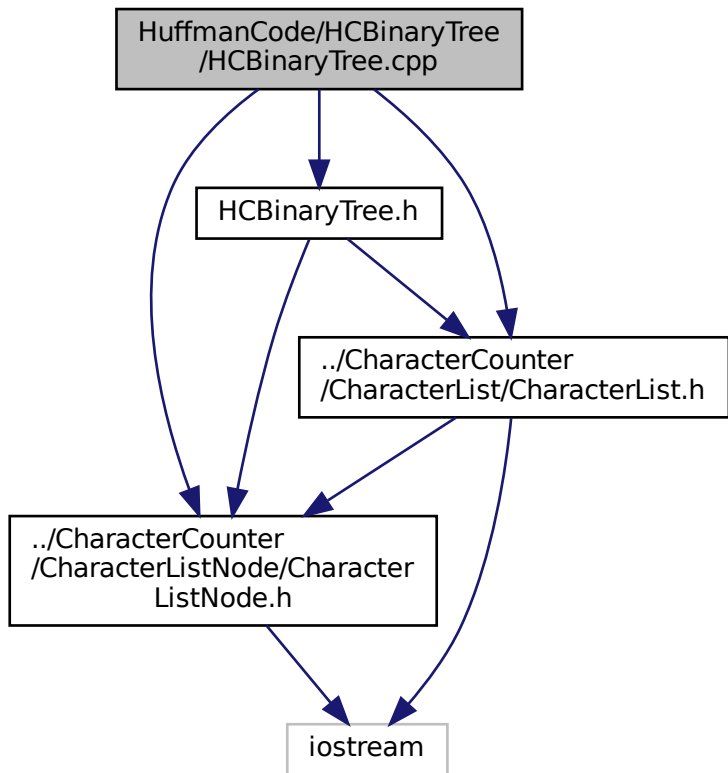 HuffmanCode/HCBinaryTree
/HCBinaryTree.cpp
HCBinaryTree.h
../CharacterCounter
/CharacterList/CharacterList.h
../CharacterCounter
/CharacterListNode/Character
ListNode.h
iostream